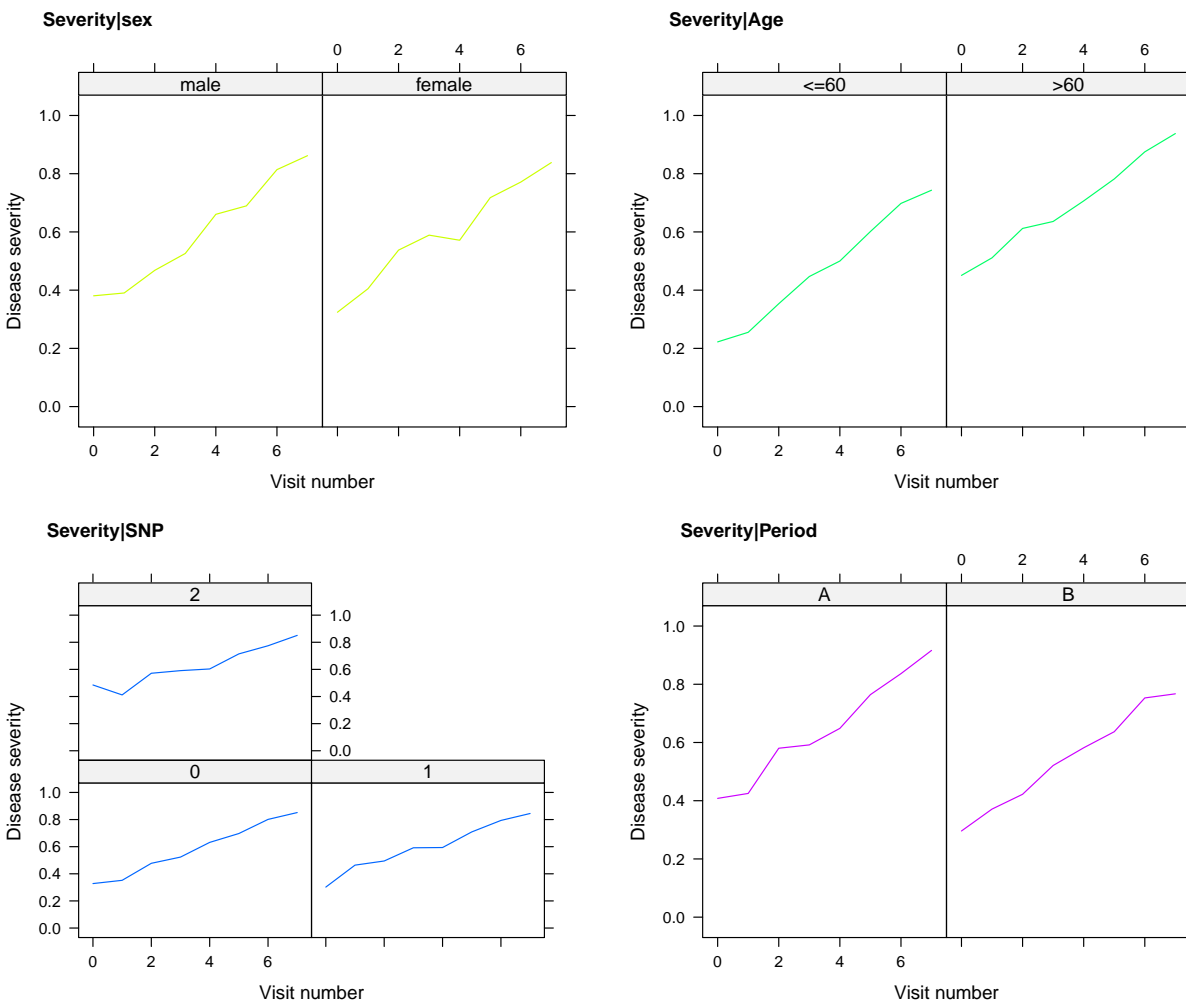 Severity|sex
0 2 4 6
male female
1.0
0.8
0.6
0.4
0.2
0.0
Disease severity
0 2 4 6
Visit number
Severity|Age
0 2 4 6
<=60 >60
1.0
0.8
0.6
0.4
0.2
0.0
Disease severity
0 2 4 6
Visit number
Severity|SNP
2
1.0
0.8
0.6
0.4
0.2
0.0
0 1
1.0
0.8
0.6
0.4
0.2
0.0
Disease severity
0 2 4 6
Visit number
Severity|Period
0 2 4 6
A B
1.0
0.8
0.6
0.4
0.2
0.0
Disease severity
0 2 4 6
Visit number